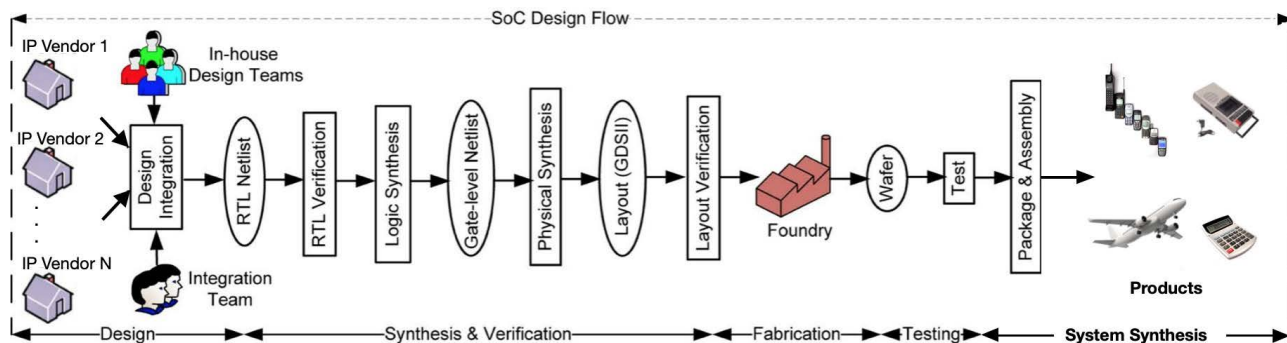 SoC Design Flow
IP Vendor 1
In-house
Design Teams
IP Vendor 2
Design
Integration
RTL Netlist
RTL Verification
Logic Synthesis
Gate-level Netlist
Physical Synthesis
Layout (GDSII)
Layout Verification
Foundry
Wafer
Test
Package & Assembly
IP Vendor N
Integration
Team
Products
Design
Synthesis & Verification
Fabrication
Testing
System Synthesis